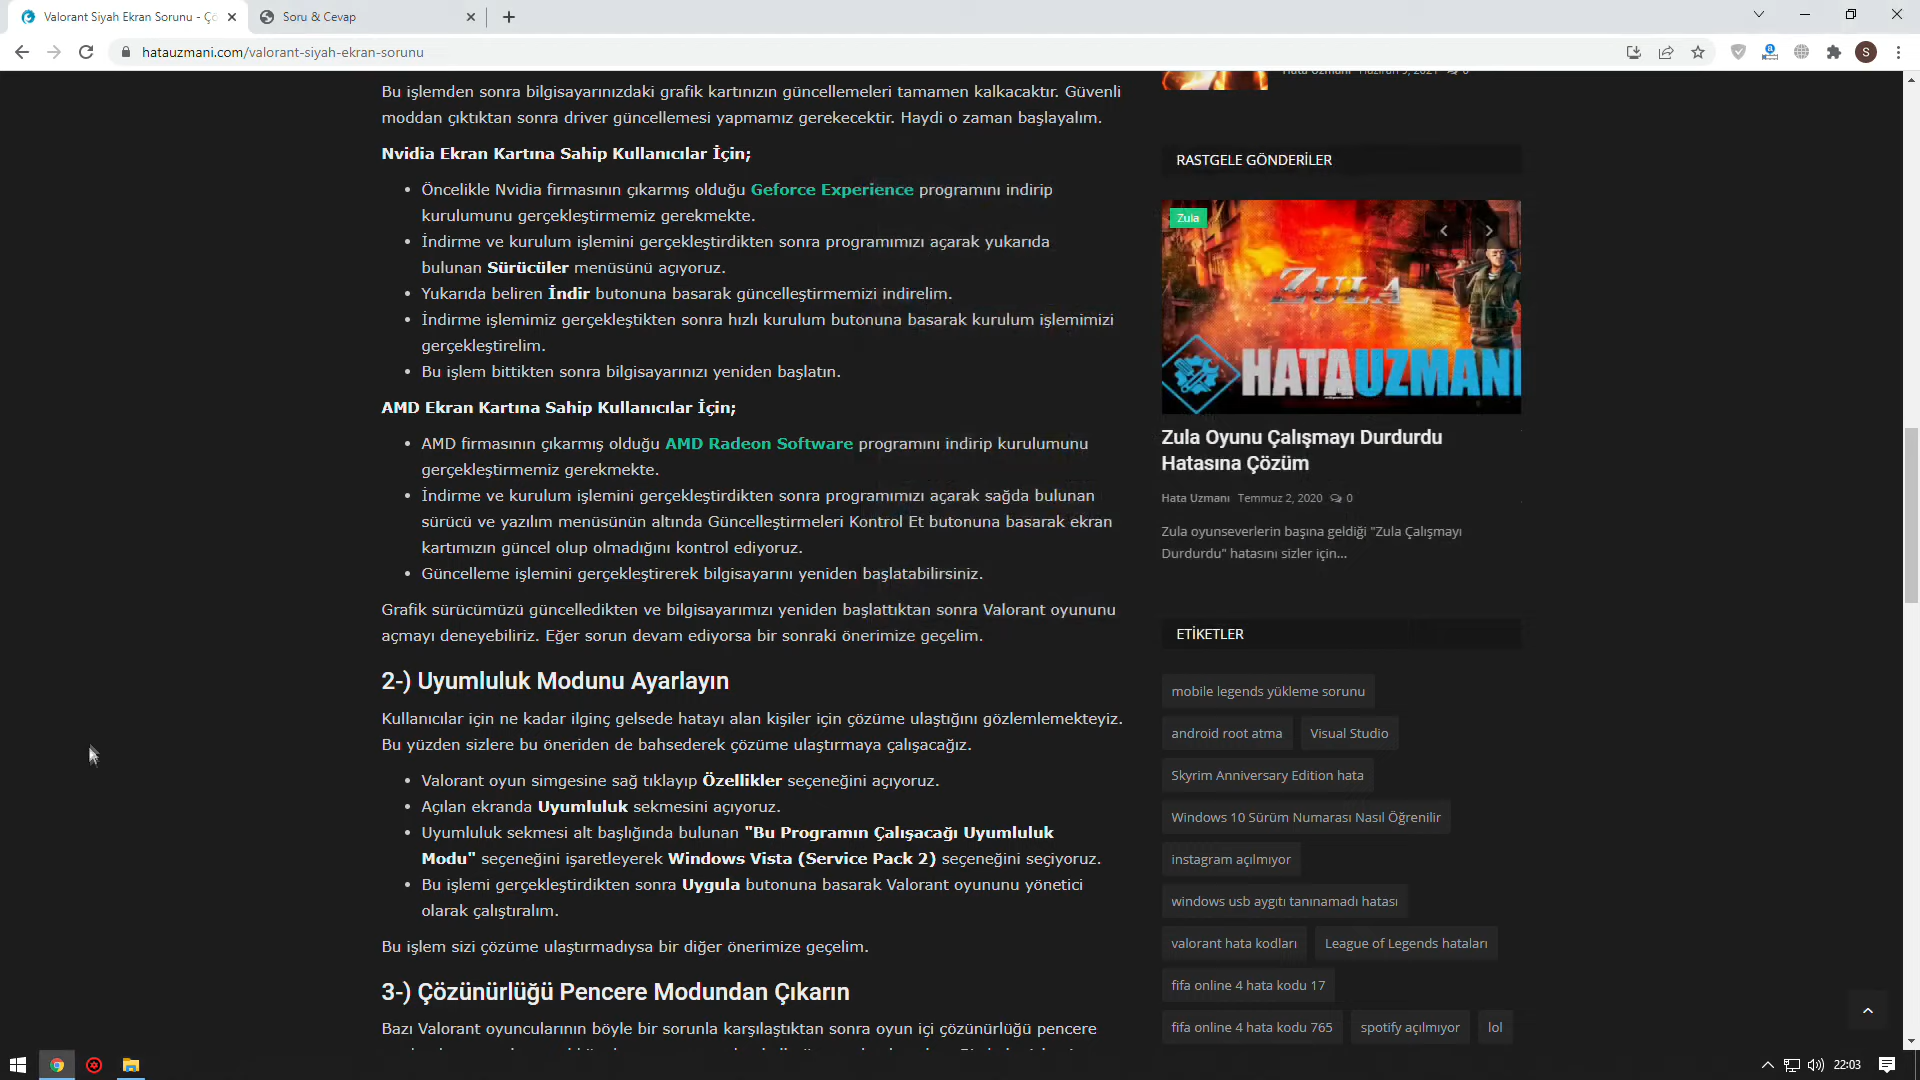 Valorant Siyah Ekran Sorunu - Ço
Soru & Cevap
hatauzmani.com/valorant-siyah-ekran-sorunu
S
Bu işlemden sonra bilgisayarınızdaki grafik kartınızın güncellemeleri tamamen kalkacaktır. Güvenli
moddan çıktıktan sonra driver güncellemesi yapmamız gerekecektir. Haydi o zaman başlayalım.
Nvidia Ekran Kartına Sahip Kullanıcılar İçin;
• Öncelikle Nvidia firmasının çıkarmış olduğu Geforce Experience programını indirip
kurulumunu gerçekleştirmemiz gerekmekte.
• İndirme ve kurulum işlemini gerçekleştirdikten sonra programımızı açarak yukarıda
bulunan Sürücüler menüsünü açıyoruz.
• Yukarıda beliren İndir butonuna basarak güncelleştirmemizi indirelim.
• İndirme işlemimiz gerçekleştikten sonra hızlı kurulum butonuna basarak kurulum işlemimizi
gerçekleştirelim.
• Bu işlem bittikten sonra bilgisayarınızı yeniden başlatın.
AMD Ekran Kartına Sahip Kullanıcılar İçin;
• AMD firmasının çıkarmış olduğu AMD Radeon Software programını indirip kurulumunu
gerçekleştirmemiz gerekmekte.
• İndirme ve kurulum işlemini gerçekleştirdikten sonra programımızı açarak sağda bulunan
sürücü ve yazılım menüsünün altında Güncelleştirmeleri Kontrol Et butonuna basarak ekran
kartımızın güncel olup olmadığını kontrol ediyoruz.
• Güncelleme işlemini gerçekleştirerek bilgisayarını yeniden başlatabilirsiniz.
Grafik sürücümüzü güncelledikten ve bilgisayarımızı yeniden başlattıktan sonra Valorant oyununu
açmayı deneyebiliriz. Eğer sorun devam ediyorsa bir sonraki önerimize geçelim.
2-) Uyumluluk Modunu Ayarlayın
Kullanıcılar için ne kadar ilginç gelsede hatayı alan kişiler için çözüme ulaştığını gözlemlemekteyiz.
Bu yüzden sizlere bu öneriden de bahsederek çözüme ulaştırmaya çalışacağız.
• Valorant oyun simgesine sağ tıklayıp Özellikler seçeneğini açıyoruz.
• Açılan ekranda Uyumluluk sekmesini açıyoruz.
• Uyumluluk sekmesi alt başlığında bulunan "Bu Programın Çalışacağı Uyumluluk
Modu" seçeneğini işaretleyerek Windows Vista (Service Pack 2) seçeneğini seçiyoruz.
• Bu işlemi gerçekleştirdikten sonra Uygula butonuna basarak Valorant oyununu yönetici
olarak çalıştıralım.
Bu işlem sizi çözüme ulaştırmadıysa bir diğer önerimize geçelim.
3-) Çözünürlüğü Pencere Modundan Çıkarın
Bazı Valorant oyuncularının böyle bir sorunla karşılaştıktan sonra oyun içi çözünürlüğü pencere
Hata Uzmanı Haziran 9, 2021 0
RASTGELE GÖNDERİLER
Zula
ZULA
HATAUZMANI
Zula Oyunu Çalışmayı Durdurdu
Hatasına Çözüm
Hata Uzmanı Temmuz 2, 2020 0
Zula oyunseverlerin başına geldiği "Zula Çalışmayı
Durdurdu" hatasını sizler için...
ETİKETLER
mobile legends yükleme sorunu
android root atma Visual Studio
Skyrim Anniversary Edition hata
Windows 10 Sürüm Numarası Nasıl Öğrenilir
instagram açılmıyor
windows usb aygıtı tanınamadı hatası
valorant hata kodları League of Legends hataları
fifa online 4 hata kodu 17
fifa online 4 hata kodu 765 spotify açılmıyor lol
22:03